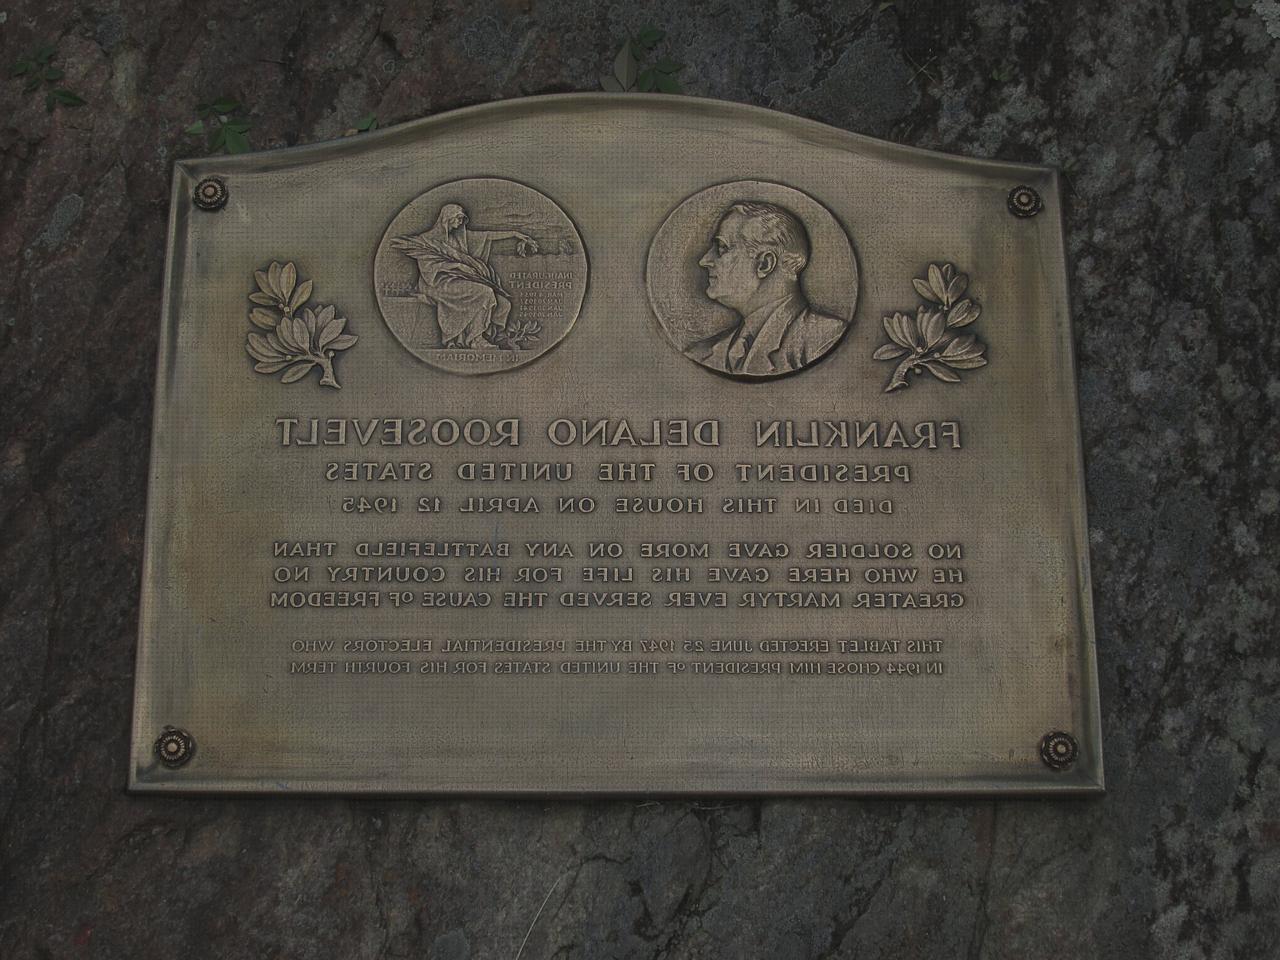 INAUGURATED
PRESIDENT
IN MEMORIAM
FRANKLIN DELANO ROOSEVELT
PRESIDENT OF THE UNITED STATES
DIED IN THIS HOUSE ON APRIL 12 1945
NO SOLDIER GAVE MORE ON ANY BATTLEFIELD THAN
HE WHO HERE GAVE HIS LIFE FOR HIS COUNTRY NO
GREATER MARTYR EVER SERVED THE CAUSE OF FREEDOM
THIS TABLET ERECTED JUNE 25 1947 BY THE PRESIDENTIAL ELECTORS WHO
IN 1944 CHOSE HIM PRESIDENT OF THE UNITED STATES FOR HIS FOURTH TERM